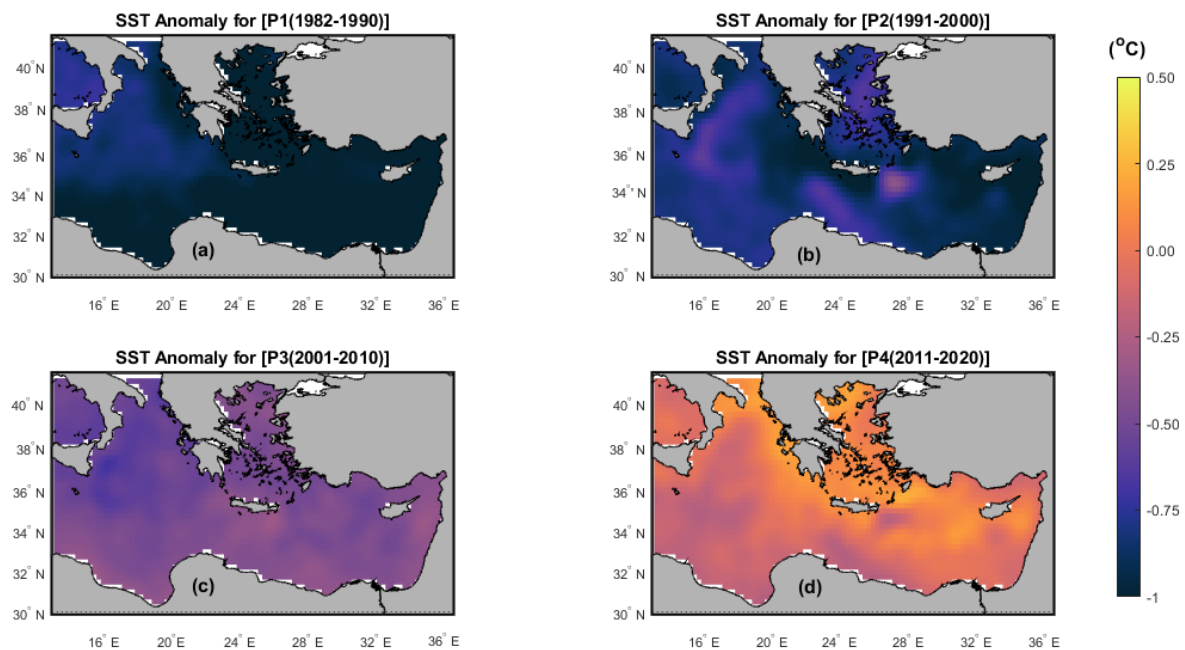 SST Anomaly for [P1(1982-1990)]
40° N
38° N
36° N
34° N
32° N
30° N
16° E
20° E
24° E
28° E
32° E
36° E
(a)
SST Anomaly for [P2(1991-2000)]
40° N
38° N
36° N
34° N
32° N
30° N
16° E
20° E
24° E
28° E
32° E
36° E
(b)
(°C)
0.50
0.25
0.00
-0.25
-0.50
-0.75
-1
SST Anomaly for [P3(2001-2010)]
40° N
38° N
36° N
34° N
32° N
30° N
16° E
20° E
24° E
28° E
32° E
36° E
(c)
SST Anomaly for [P4(2011-2020)]
40° N
38° N
36° N
34° N
32° N
30° N
16° E
20° E
24° E
28° E
32° E
36° E
(d)